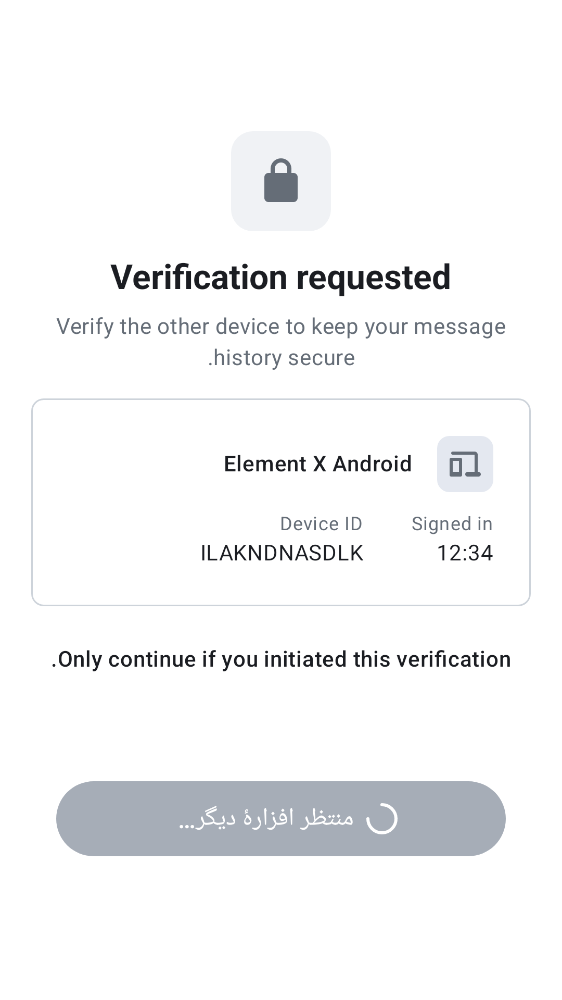 Verification requested
Verify the other device to keep your message
history secure.
Element X Android
Signed in
12:34
Device ID
ILAKNDNASDLK
Only continue if you initiated this verification.
منتظر افزارهٔ دیگر…